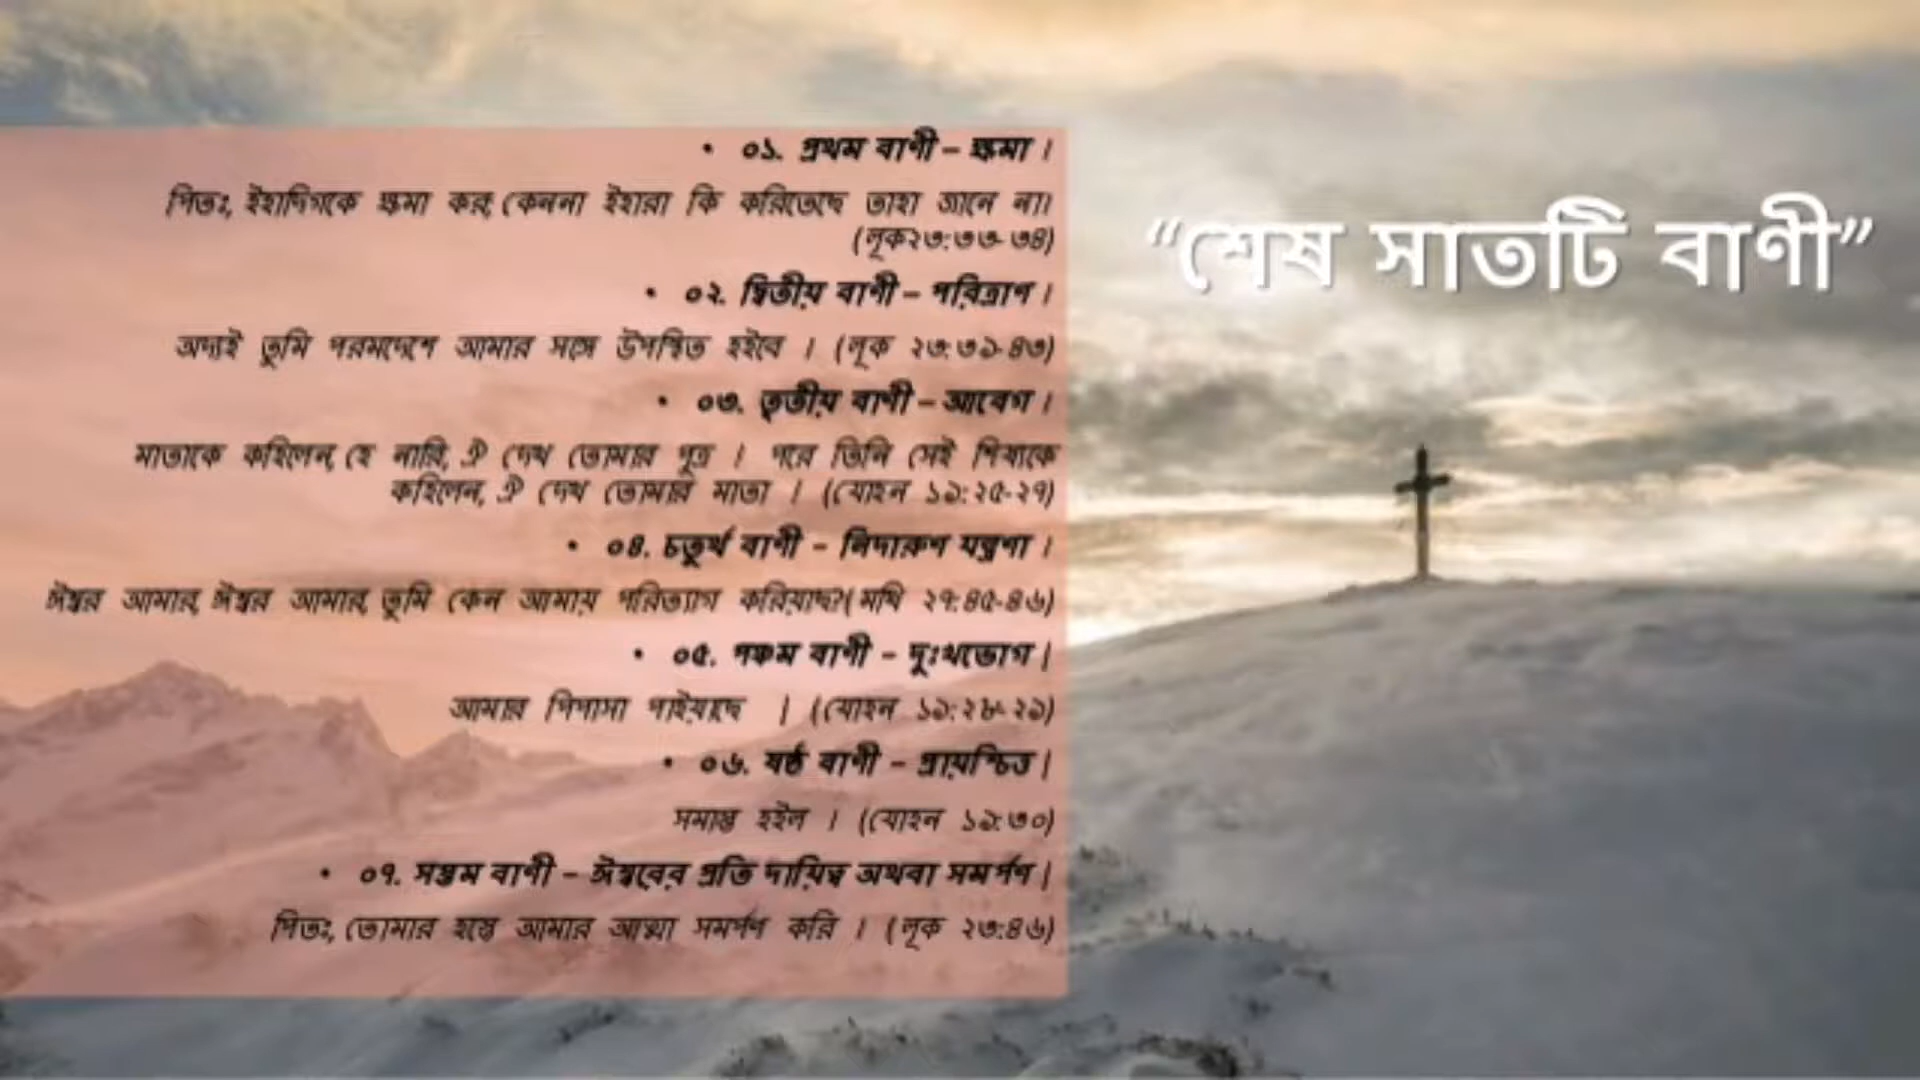 “শেষ সাতটি বাণী”
• ০১. প্রথম বাণী – ক্ষমা ।
পিতঃ, ইহাদিগকে ক্ষমা কর, কেননা ইহারা কি করিতেছে তাহা জানে না।
(লূক২৩:৩৩-৩৪)
• ০২. দ্বিতীয় বাণী – পরিত্রাণ ।
অদ্যই তুমি পরমদেশে আমার সঙ্গে উপস্থিত হইবে । (লূক ২৩:৩৯-৪৩)
• ০৩. তৃতীয় বাণী – আবেগ ।
মাতাকে কহিলেন, হে নারি, ঐ দেখ তোমার পুত্র । পরে তিনি সেই শিষ্যকে
কহিলেন, ঐ দেখ তোমার মাতা । (যোহন ১৯:২৫-২৭)
• ০৪. চতুর্থ বাণী – নিদারুণ যন্ত্রণা ।
ঈশ্বর আমার, ঈশ্বর আমার, তুমি কেন আমায় পরিত্যাগ করিয়াছ?( মথি ২৭:৪৫-৪৬)
• ০৫. পঞ্চম বাণী – দুঃখভোগ |
আমার পিপাসা পাইয়াছে | (যোহন ১৯:২৮-২৯)
• ০৬. ষষ্ঠ বাণী – প্রায়শ্চিত |
সমাপ্ত হইল । (যোহন ১৯:৩০)
• ০৭. সপ্তম বাণী – ঈশ্বরের প্রতি দায়িত্ব অথবা সমর্পণ |
পিতঃ, তোমার হস্তে আমার আত্মা সমর্পণ করি । (লূক ২৩:৪৬)